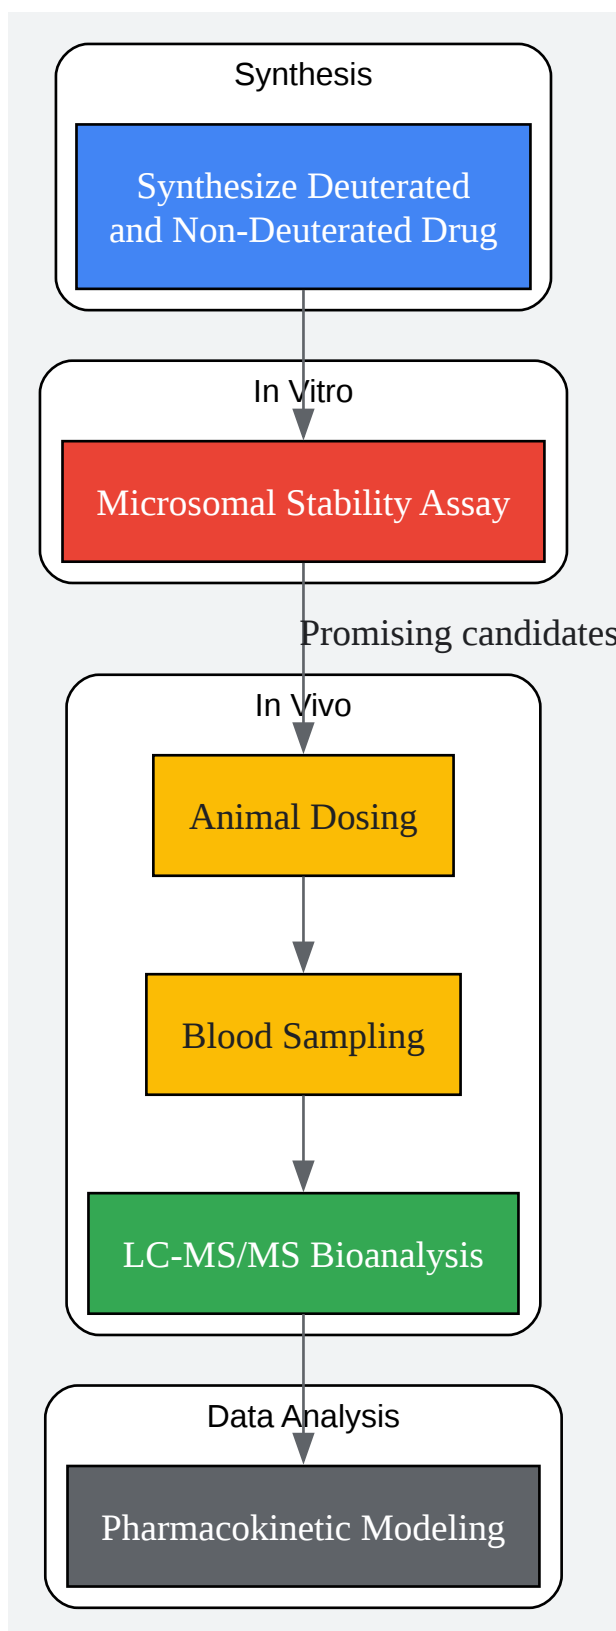 Synthesis
Synthesize Deuterated
and Non-Deuterated Drug
In Vitro
Microsomal Stability Assay
Promising candidates
In Vivo
Animal Dosing
Blood Sampling
LC-MS/MS Bioanalysis
Data Analysis
Pharmacokinetic Modeling